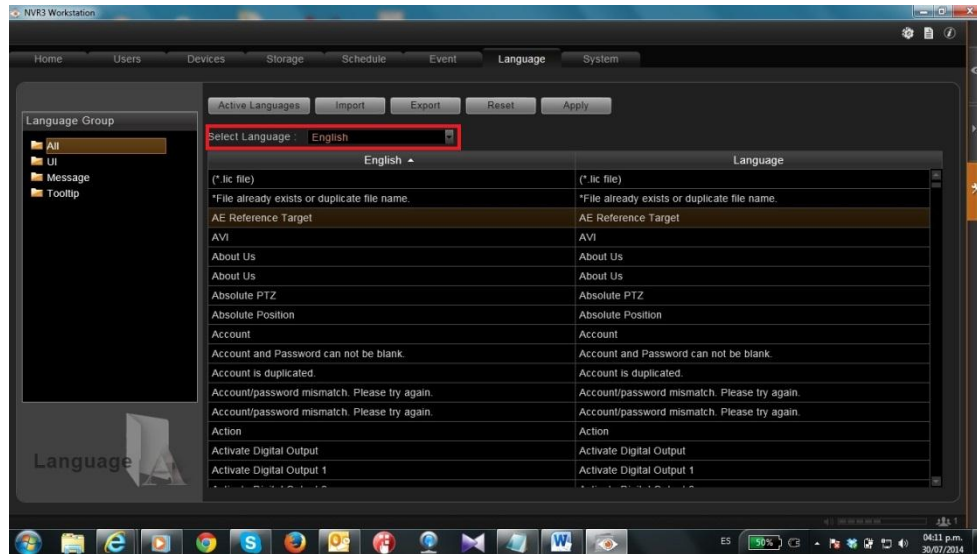 NVR3 Workstation
Home Users Devices Storage Schedule Event Language System
Active Languages Import Export Reset Apply
Language Group
Select Language : English
All
UI
Message
Tooltip
English Language
(*.lic file) (*.lic file)
*File already exists or duplicate file name. *File already exists or duplicate file name.
AE Reference Target AE Reference Target
AVI AVI
About Us About Us
About Us About Us
Absolute PTZ Absolute PTZ
Absolute Position Absolute Position
Account Account
Account and Password can not be blank. Account and Password can not be blank.
Account is duplicated. Account is duplicated.
Account/password mismatch. Please try again. Account/password mismatch. Please try again.
Account/password mismatch. Please try again. Account/password mismatch. Please try again.
Action Action
Activate Digital Output Activate Digital Output
Activate Digital Output 1 Activate Digital Output 1
Language
1
ES 50% 04:11 p.m.
30/07/2014